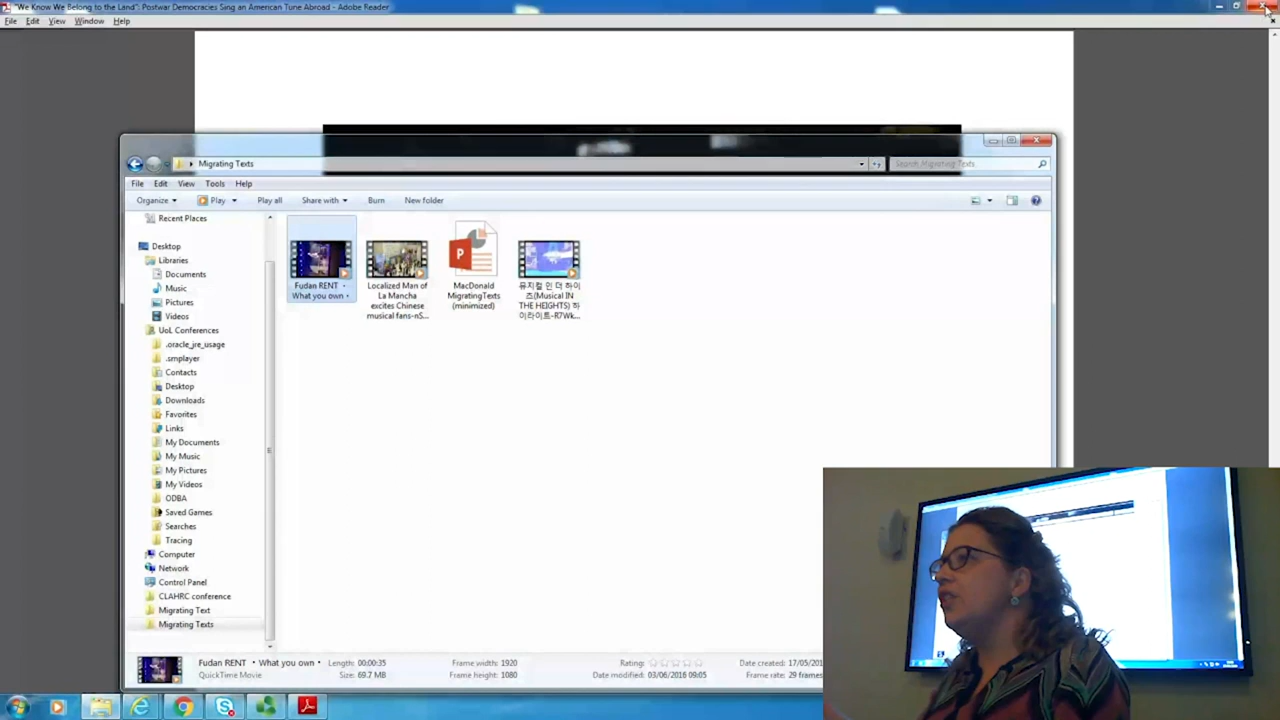 "We Know We Belong to the Land": Postwar Democracies Sing an American Tune Abroad - Adobe Reader
File Edit View Window Help
Migrating Texts
Search Migrating Texts
File Edit View Tools Help
Organize Play Play all Share with Burn New folder
Recent Places
Desktop
Libraries
Documents
Music
Pictures
Videos
UoL Conferences
.oracle_jre_usage
.smplayer
Contacts
Desktop
Downloads
Favorites
Links
My Documents
My Music
My Pictures
My Videos
ODBA
Saved Games
Searches
Tracing
Computer
Network
Control Panel
CLAHRC conference
Migrating Text
Migrating Texts
Fudan RENT •
What you own •
Localized Man of
La Mancha
excites Chinese
musical fans-nS...
P
MacDonald
MigratingTexts
(minimized)
뮤지컬 인 더 하이
즈(Musical IN
THE HEIGHTS) 하
이라이트-R7Wk...
Fudan RENT • What you own • Length: 00:00:35 Frame width: 1920 Rating: Date created: 17/05/201
QuickTime Movie Size: 69.7 MB Frame height: 1080 Date modified: 03/06/2016 09:05 Frame rate: 29 frames